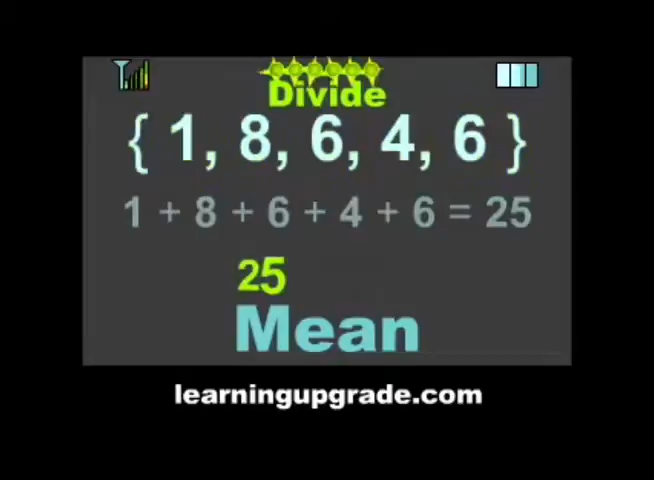 Divide
{ 1, 8, 6, 4, 6 }
1 + 8 + 6 + 4 + 6 = 25
25
Mean
learningupgrade.com